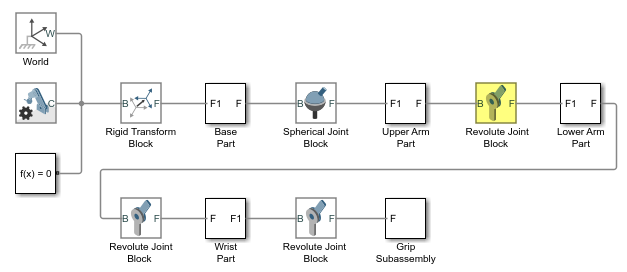 W
World
C
f(x) = 0
B F
Rigid Transform
Block
F1 F
Base
Part
B F
Spherical Joint
Block
F1 F
Upper Arm
Part
B F
Revolute Joint
Block
F1 F
Lower Arm
Part
B F
Revolute Joint
Block
F F1
Wrist
Part
B F
Revolute Joint
Block
F
Grip
Subassembly